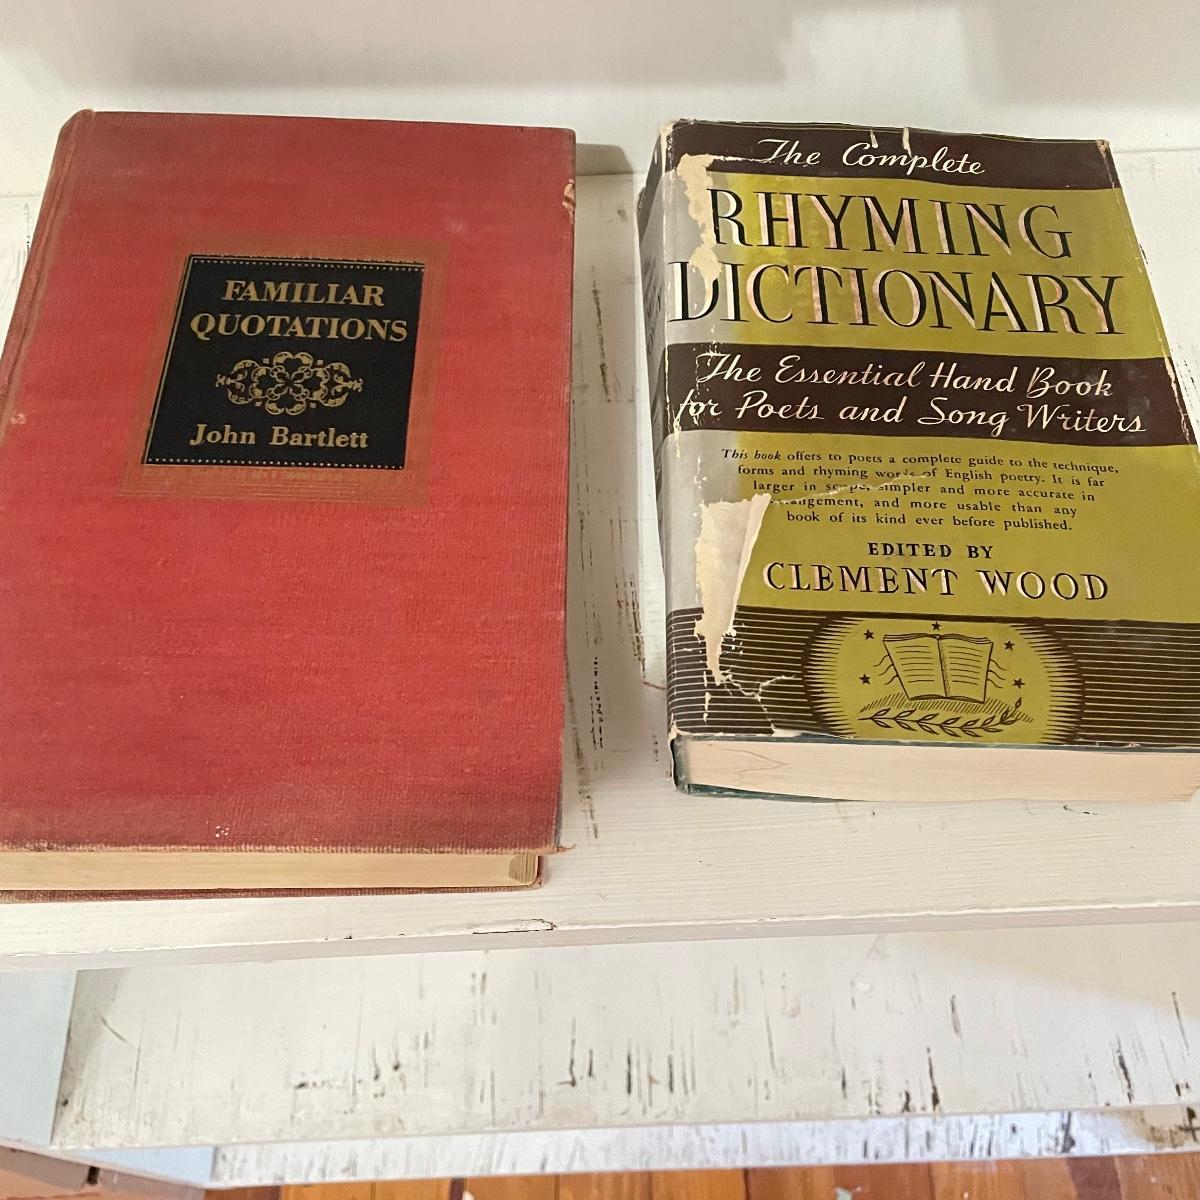 FAMILIAR
QUOTATIONS
John Bartlett
The Complete
RHYMING
DICTIONARY
The Essential Hand Book
for Poets and Song Writers
This book offers to poets a complete guide to the technique,
forms and rhyming words of English poetry. It is far
larger in scope, simpler and more accurate in
angement, and more usable than any
book of its kind ever before published.
EDITED BY
CLEMENT WOOD